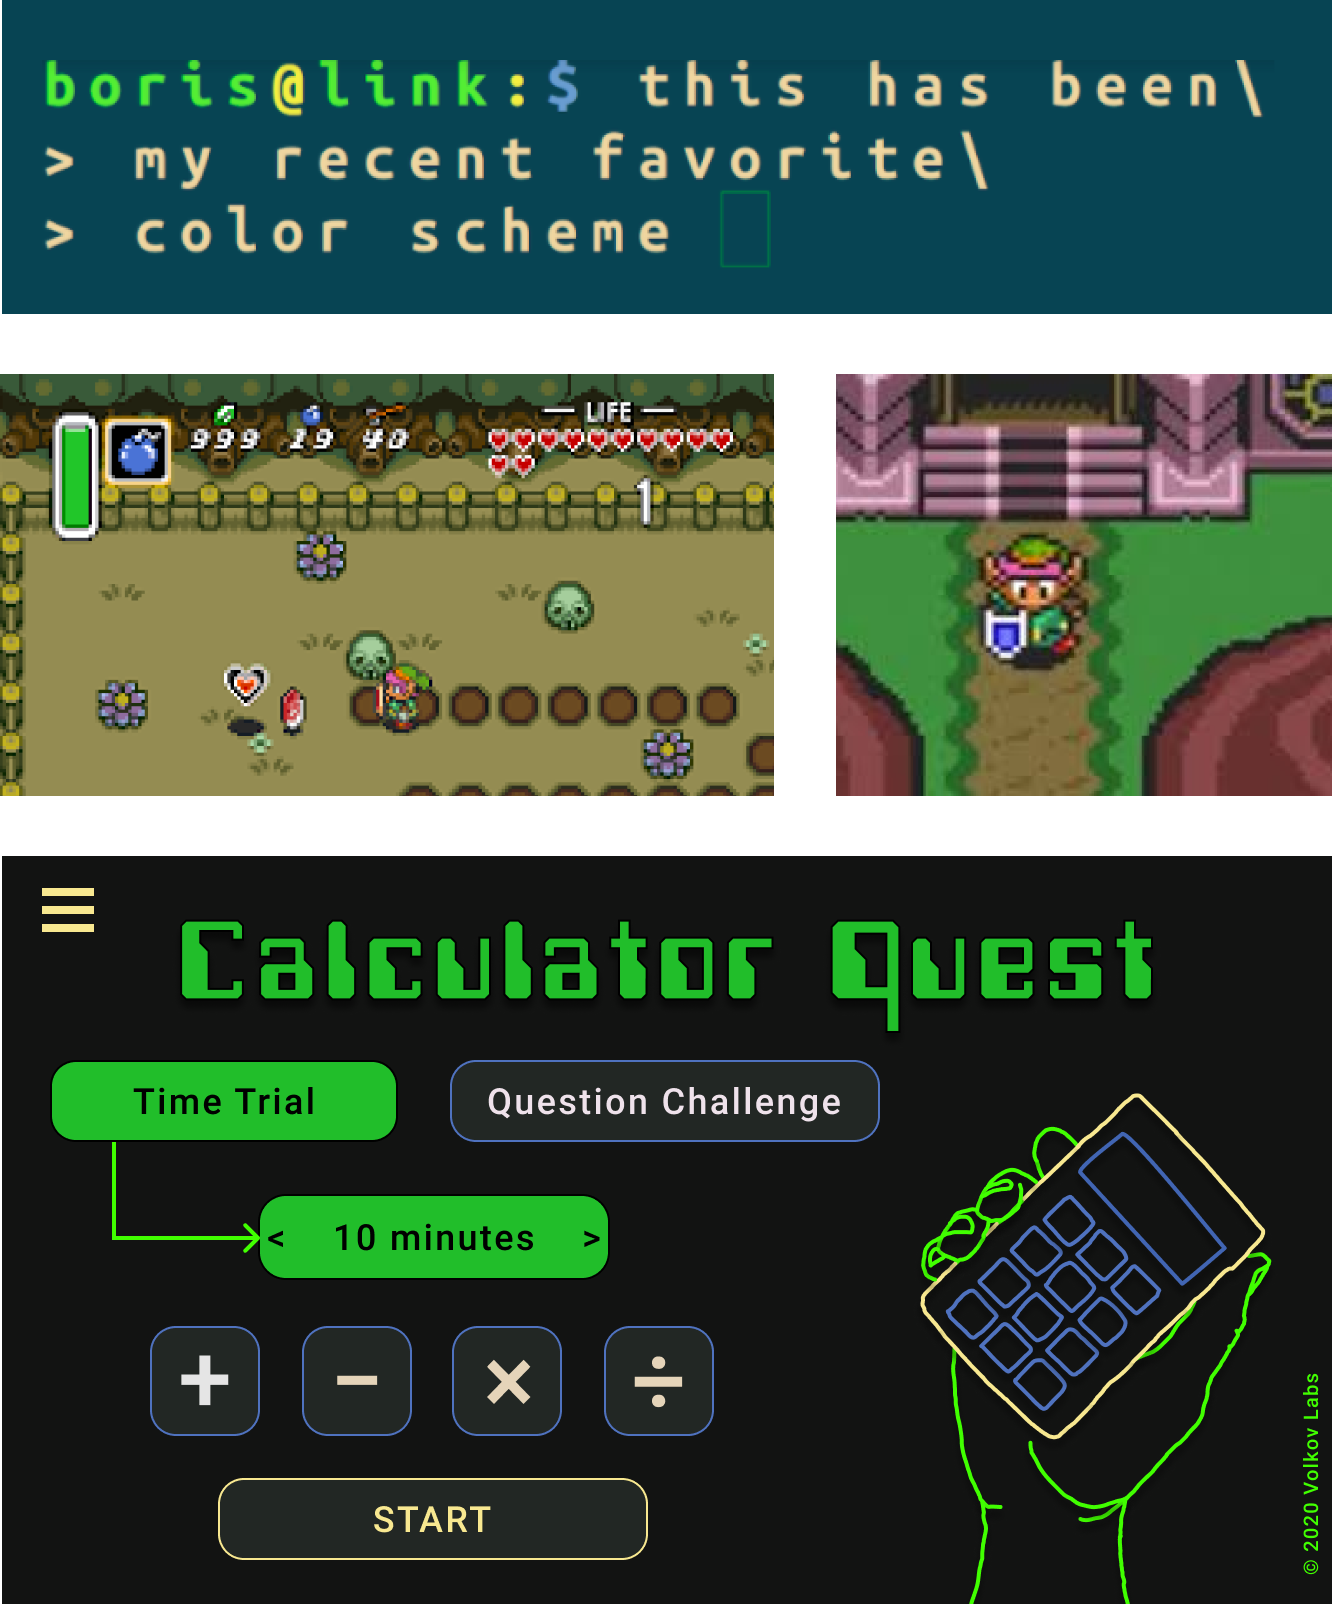 boris@link:$ this has been\
> my recent favorite\
> color scheme
LIFE
999 19 40
1
Calculator Quest
Time Trial
Question Challenge
< 10 minutes >
+ − × ÷
START
© 2020 Volkov Labs